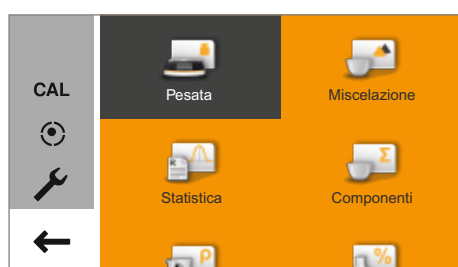 CAL
Pesata
Miscelazione
Σ
Statistica
Componenti
ρ
%